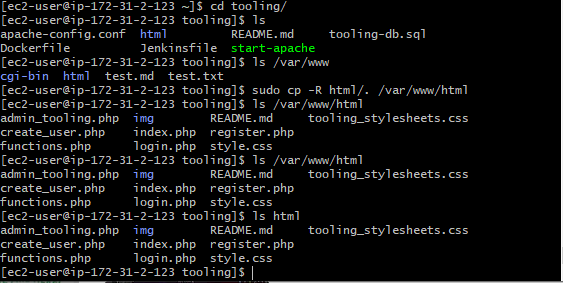 [ec2-user@ip-172-31-2-123 ~]$ cd tooling/
[ec2-user@ip-172-31-2-123 tooling]$ ls
apache-config.conf  html         README.md     tooling-db.sql
Dockerfile          Jenkinsfile  start-apache
[ec2-user@ip-172-31-2-123 tooling]$ ls /var/www
cgi-bin  html  test.md  test.txt
[ec2-user@ip-172-31-2-123 tooling]$ sudo cp -R html/. /var/www/html
[ec2-user@ip-172-31-2-123 tooling]$ ls /var/www/html
admin_tooling.php  img        README.md     tooling_stylesheets.css
create_user.php    index.php  register.php
functions.php      login.php  style.css
[ec2-user@ip-172-31-2-123 tooling]$ ls /var/www/html
admin_tooling.php  img        README.md     tooling_stylesheets.css
create_user.php    index.php  register.php
functions.php      login.php  style.css
[ec2-user@ip-172-31-2-123 tooling]$ ls html
admin_tooling.php  img        README.md     tooling_stylesheets.css
create_user.php    index.php  register.php
functions.php      login.php  style.css
[ec2-user@ip-172-31-2-123 tooling]$